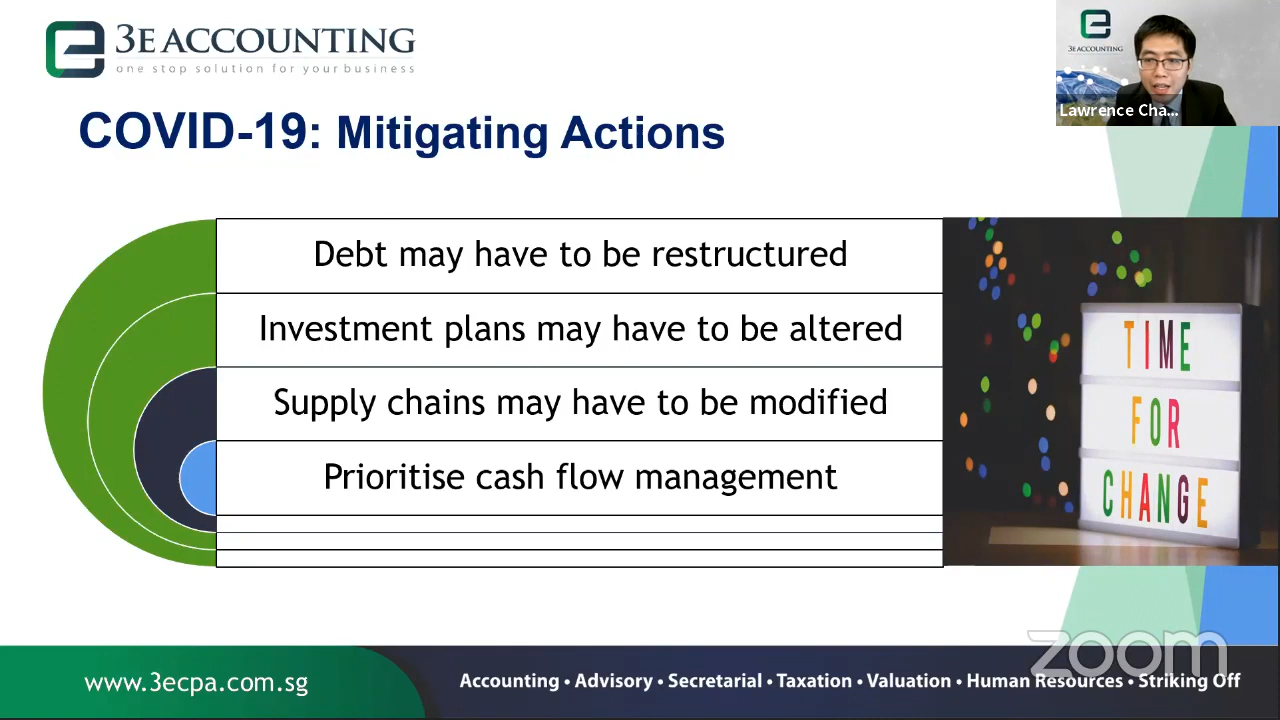 3E ACCOUNTING
one stop solution for your business
3E ACCOUNTING
Lawrence Cha...
COVID-19: Mitigating Actions
Debt may have to be restructured
Investment plans may have to be altered
Supply chains may have to be modified
Prioritise cash flow management
TIME
FOR
CHANGE
zoom
www.3ecpa.com.sg
Accounting • Advisory • Secretarial • Taxation • Valuation • Human Resources • Striking Off